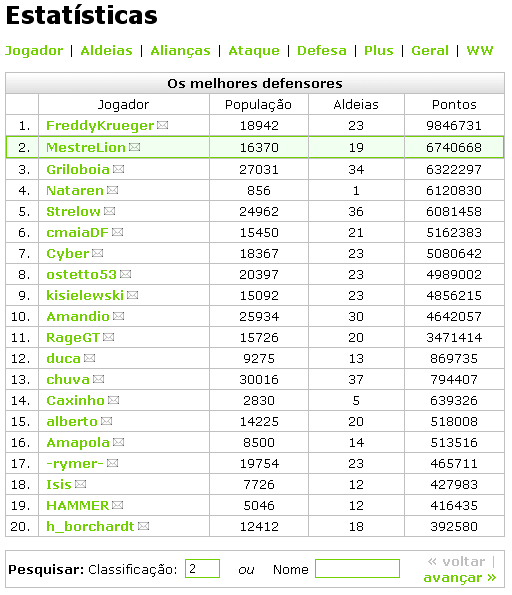 Estatísticas
Jogador | Aldeias | Alianças | Ataque | Defesa | Plus | Geral | WW
Os melhores defensores
Jogador População Aldeias Pontos
1. FreddyKrueger 18942 23 9846731
2. MestreLion 16370 19 6740668
3. Griloboia 27031 34 6322297
4. Nataren 856 1 6120830
5. Strelow 24962 36 6081458
6. cmaiaDF 15450 21 5162383
7. Cyber 18367 23 5080642
8. ostetto53 20397 23 4989002
9. kisielewski 15092 23 4856215
10. Amandio 25934 30 4642057
11. RageGT 15726 20 3471414
12. duca 9275 13 869735
13. chuva 30016 37 794407
14. Caxinho 2830 5 639326
15. alberto 14225 20 518008
16. Amapola 8500 14 513516
17. -rymer- 19754 23 465711
18. Isis 7726 12 427983
19. HAMMER 5046 12 416435
20. h_borchardt 12412 18 392580
Pesquisar: Classificação: 2 ou Nome « voltar |
avançar »